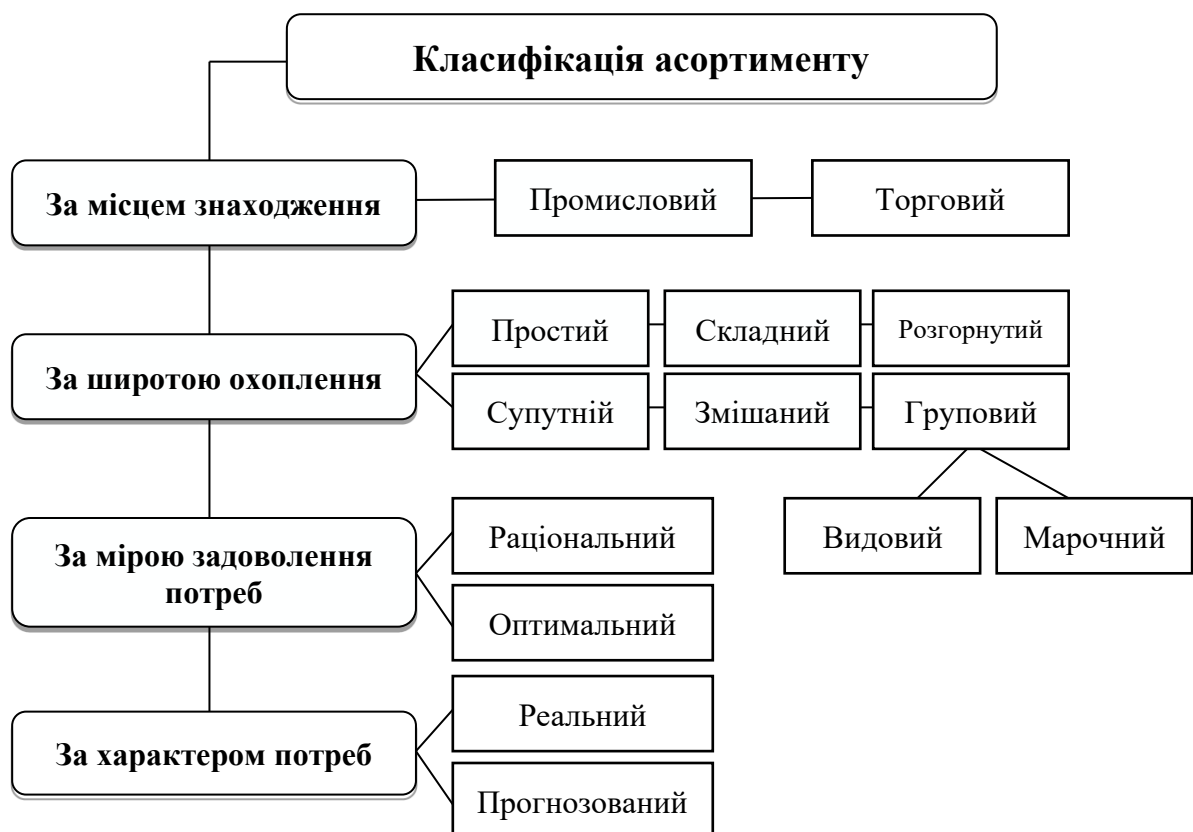 Класифікація асортименту
За місцем знаходження
Промисловий
Торговий
За широтою охоплення
Простий
Складний
Розгорнутий
Супутній
Змішаний
Груповий
Видовий
Марочний
За мірою задоволення
потреб
Раціональний
Оптимальний
За характером потреб
Реальний
Прогнозований